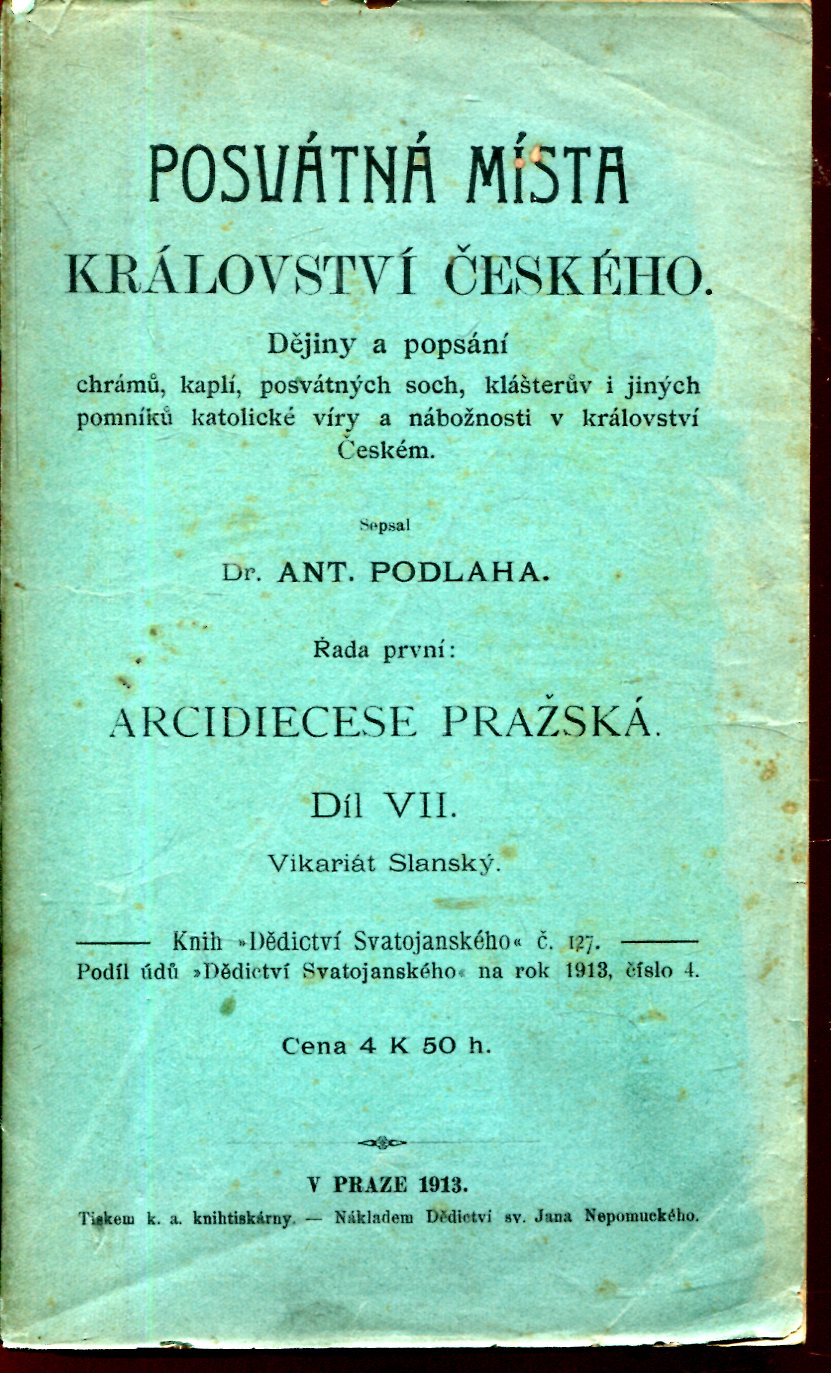 POSVÁTNÁ MÍSTA
KRÁLOVSTVÍ ČESKÉHO.
Dějiny a popsání
chrámů, kaplí, posvátných soch, klášterův i jiných
pomníků katolické víry a nábožnosti v království
Českém.
Sepsal
Dr. ANT. PODLAHA.
Řada první:
ARCIDIECESE PRAŽSKÁ.
Díl VII.
Vikariát Slanský.
Knih »Dědictví Svatojanského« č. 127.
Podíl údů »Dědictví Svatojanského« na rok 1913, číslo 4.
Cena 4 K 50 h.
V PRAZE 1913.
Tiskem k. a. knihtiskárny. — Nákladem Dědictví sv. Jana Nepomuckého.